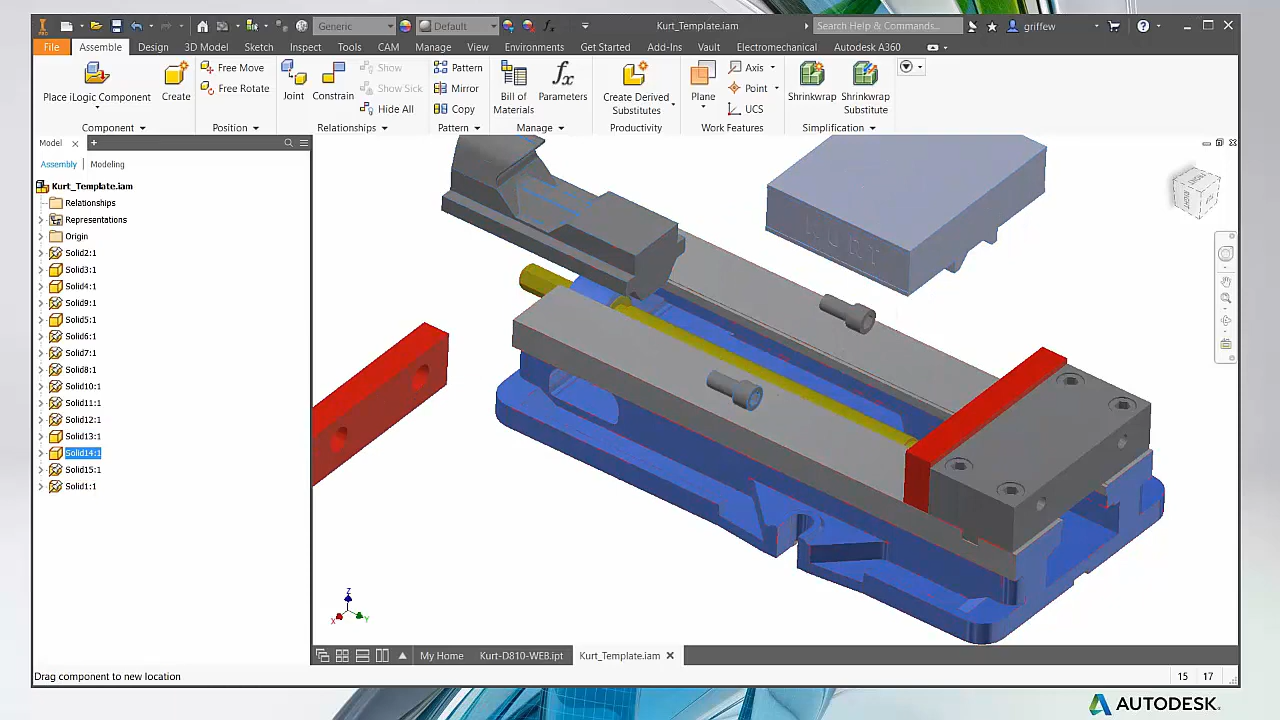 PRO
Generic
Default
fx
Kurt_Template.iam
Search Help & Commands...
griffew
File Assembly Design 3D Model Sketch Inspect Tools CAM Manage View Environments Get Started Add-Ins Vault Electromechanical Autodesk A360
Place iLogic Component
Create
Free Move
Free Rotate
Joint
Constrain
Show
Show Sick
Hide All
Pattern
Mirror
Copy
Bill of Materials
fx
Parameters
Create Derived Substitutes
Plane
Axis
Point
UCS
Shrinkwrap
Shrinkwrap Substitute
Component Position Relationships Pattern Manage Productivity Work Features Simplification
Model
Assembly Modeling
Kurt_Template.iam
Relationships
Representations
Origin
Solid2:1
Solid3:1
Solid4:1
Solid9:1
Solid5:1
Solid6:1
Solid7:1
Solid8:1
Solid10:1
Solid11:1
Solid12:1
Solid13:1
Solid14:1
Solid15:1
Solid1:1
KURT
Z
X
Y
My Home Kurt-D810-WEB.ipt Kurt_Template.iam
Drag component to new location
15 17
AUTODESK.